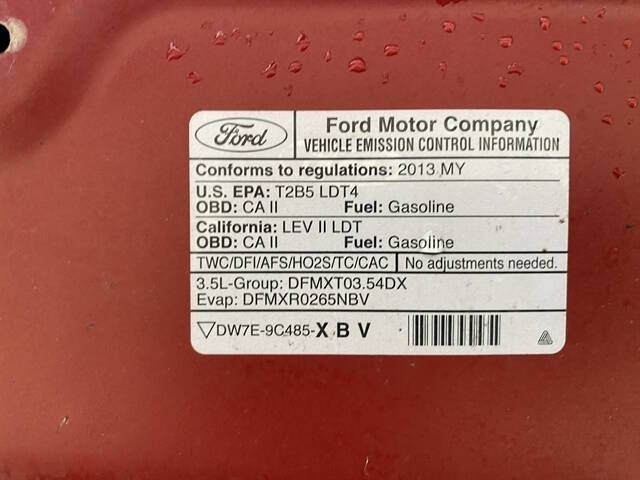 Ford
Ford Motor Company
VEHICLE EMISSION CONTROL INFORMATION
Conforms to regulations: 2013 MY
U.S. EPA: T2B5 LDT4
OBD: CA II Fuel: Gasoline
California: LEV II LDT
OBD: CA II Fuel: Gasoline
TWC/DFI/AFS/HO2S/TC/CAC No adjustments needed.
3.5L-Group: DFMXT03.54DX
Evap: DFMXR0265NBV
DW7E-9C485-X B V